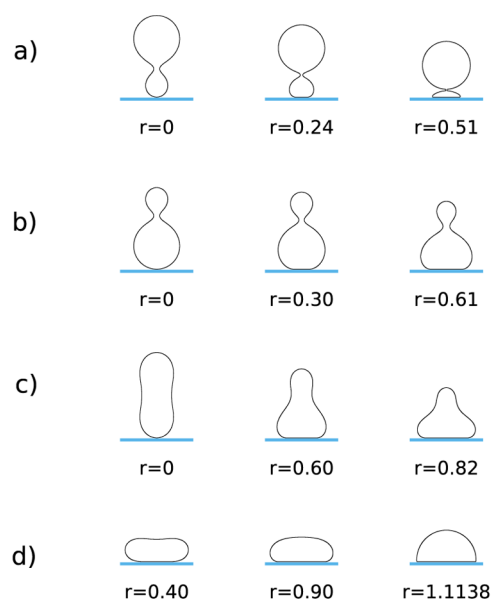 a)
r=0 r=0.24 r=0.51
b)
r=0 r=0.30 r=0.61
c)
r=0 r=0.60 r=0.82
d)
r=0.40 r=0.90 r=1.1138